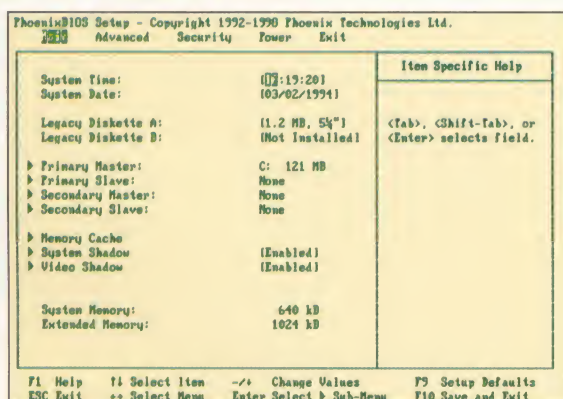 PhoenixBIOS Setup - Copyright 1992-1998 Phoenix Technologies Ltd.
Main Advanced Security Power Exit
Item Specific Help
System Time: [:19:20]
System Date: [03/02/1994]
<Tab>, <Shift-Tab>, or
<Enter> selects field.
Legacy Diskette A: [1.2 MB, 5¼"]
Legacy Diskette B: [Not Installed]
▶ Primary Master: C: 121 MB
▶ Primary Slave: None
▶ Secondary Master: None
▶ Secondary Slave: None
▶ Memory Cache
▶ System Shadow [Enabled]
▶ Video Shadow [Enabled]
System Memory: 640 kB
Extended Memory: 1024 kB
F1 Help ↑↓ Select Item -/+ Change Values F9 Setup Defaults
ESC Exit ↔ Select Menu Enter Select ▶ Sub-Menu F10 Save and Exit